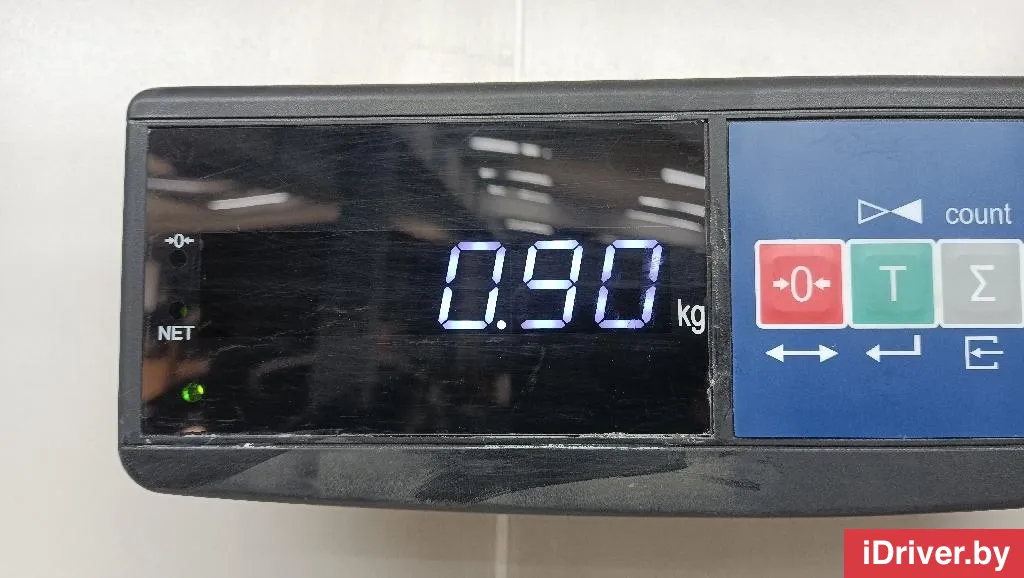 →0←
NET
0.90 kg
count
→0← T Σ
iDriver.by